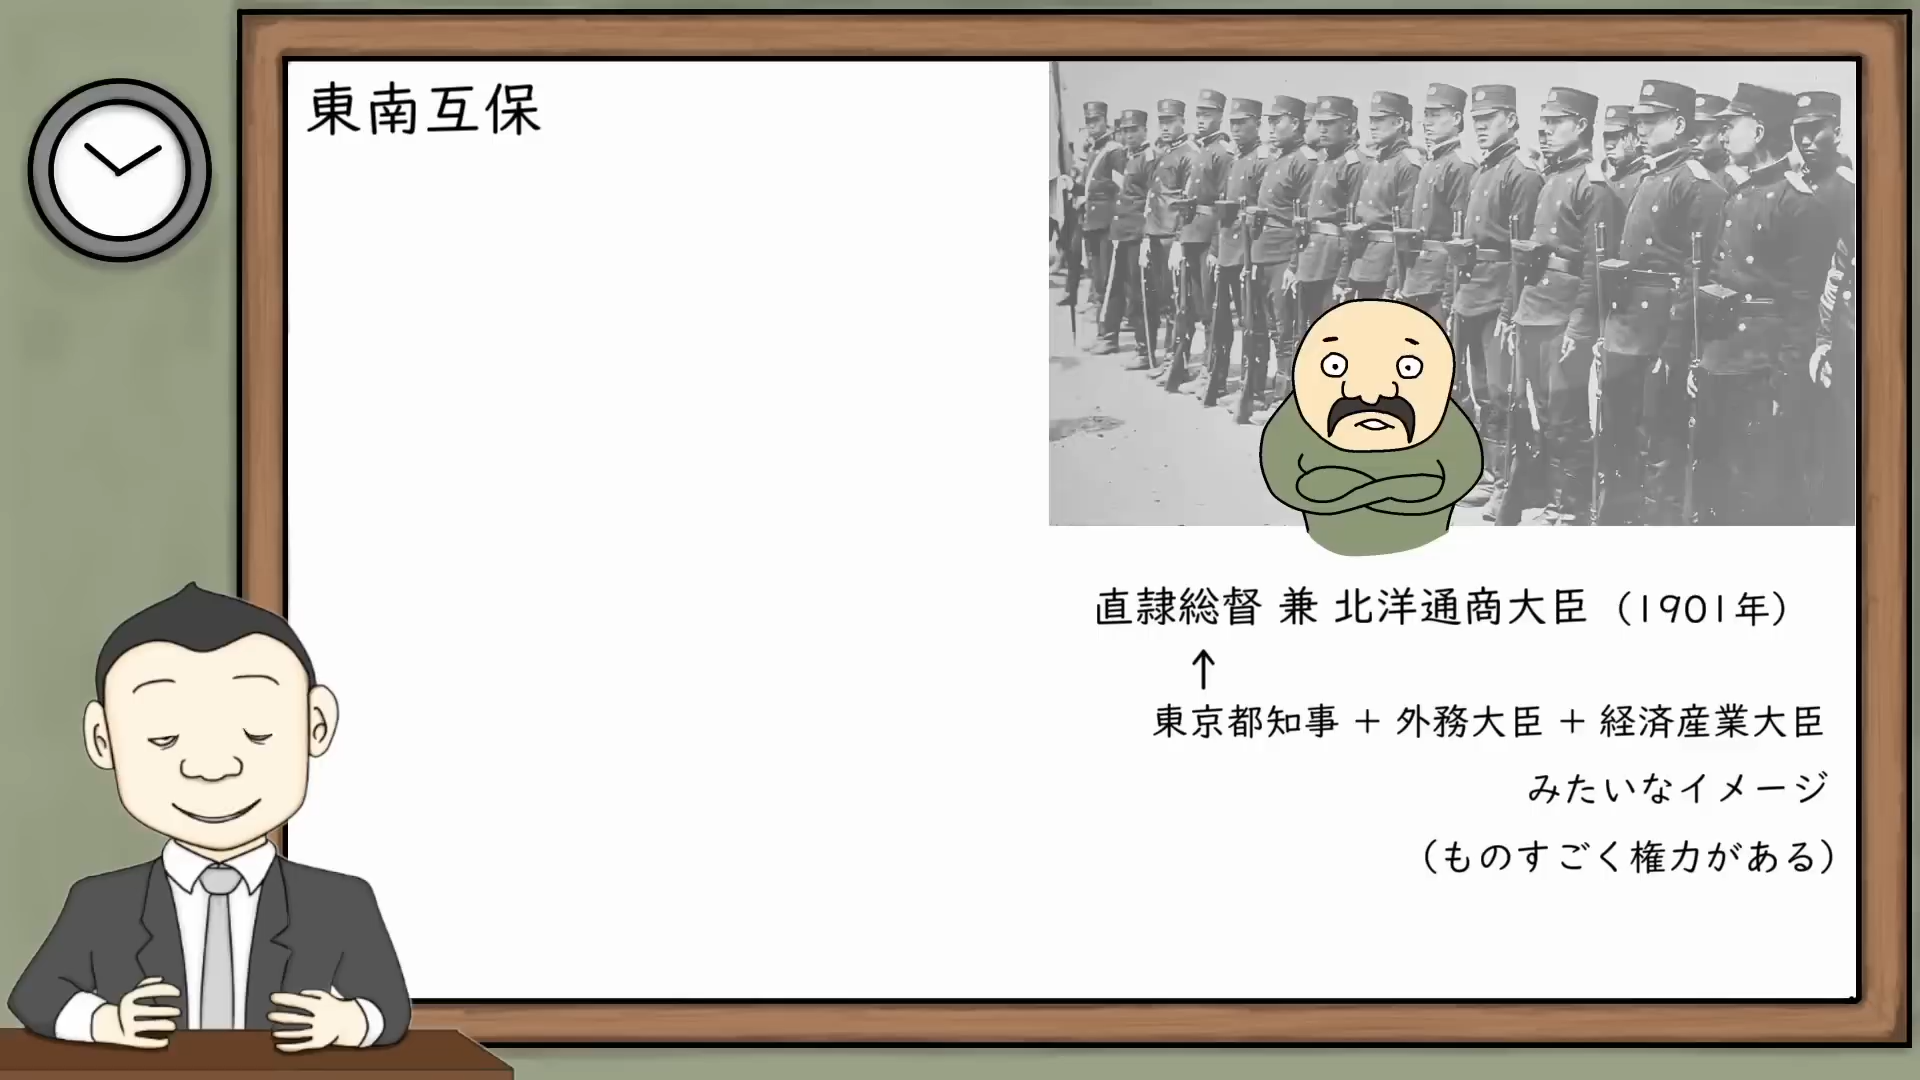 東南互保
直隷総督 兼 北洋通商大臣（1901年）
↑
東京都知事 + 外務大臣 + 経済産業大臣
みたいなイメージ
（ものすごく権力がある）